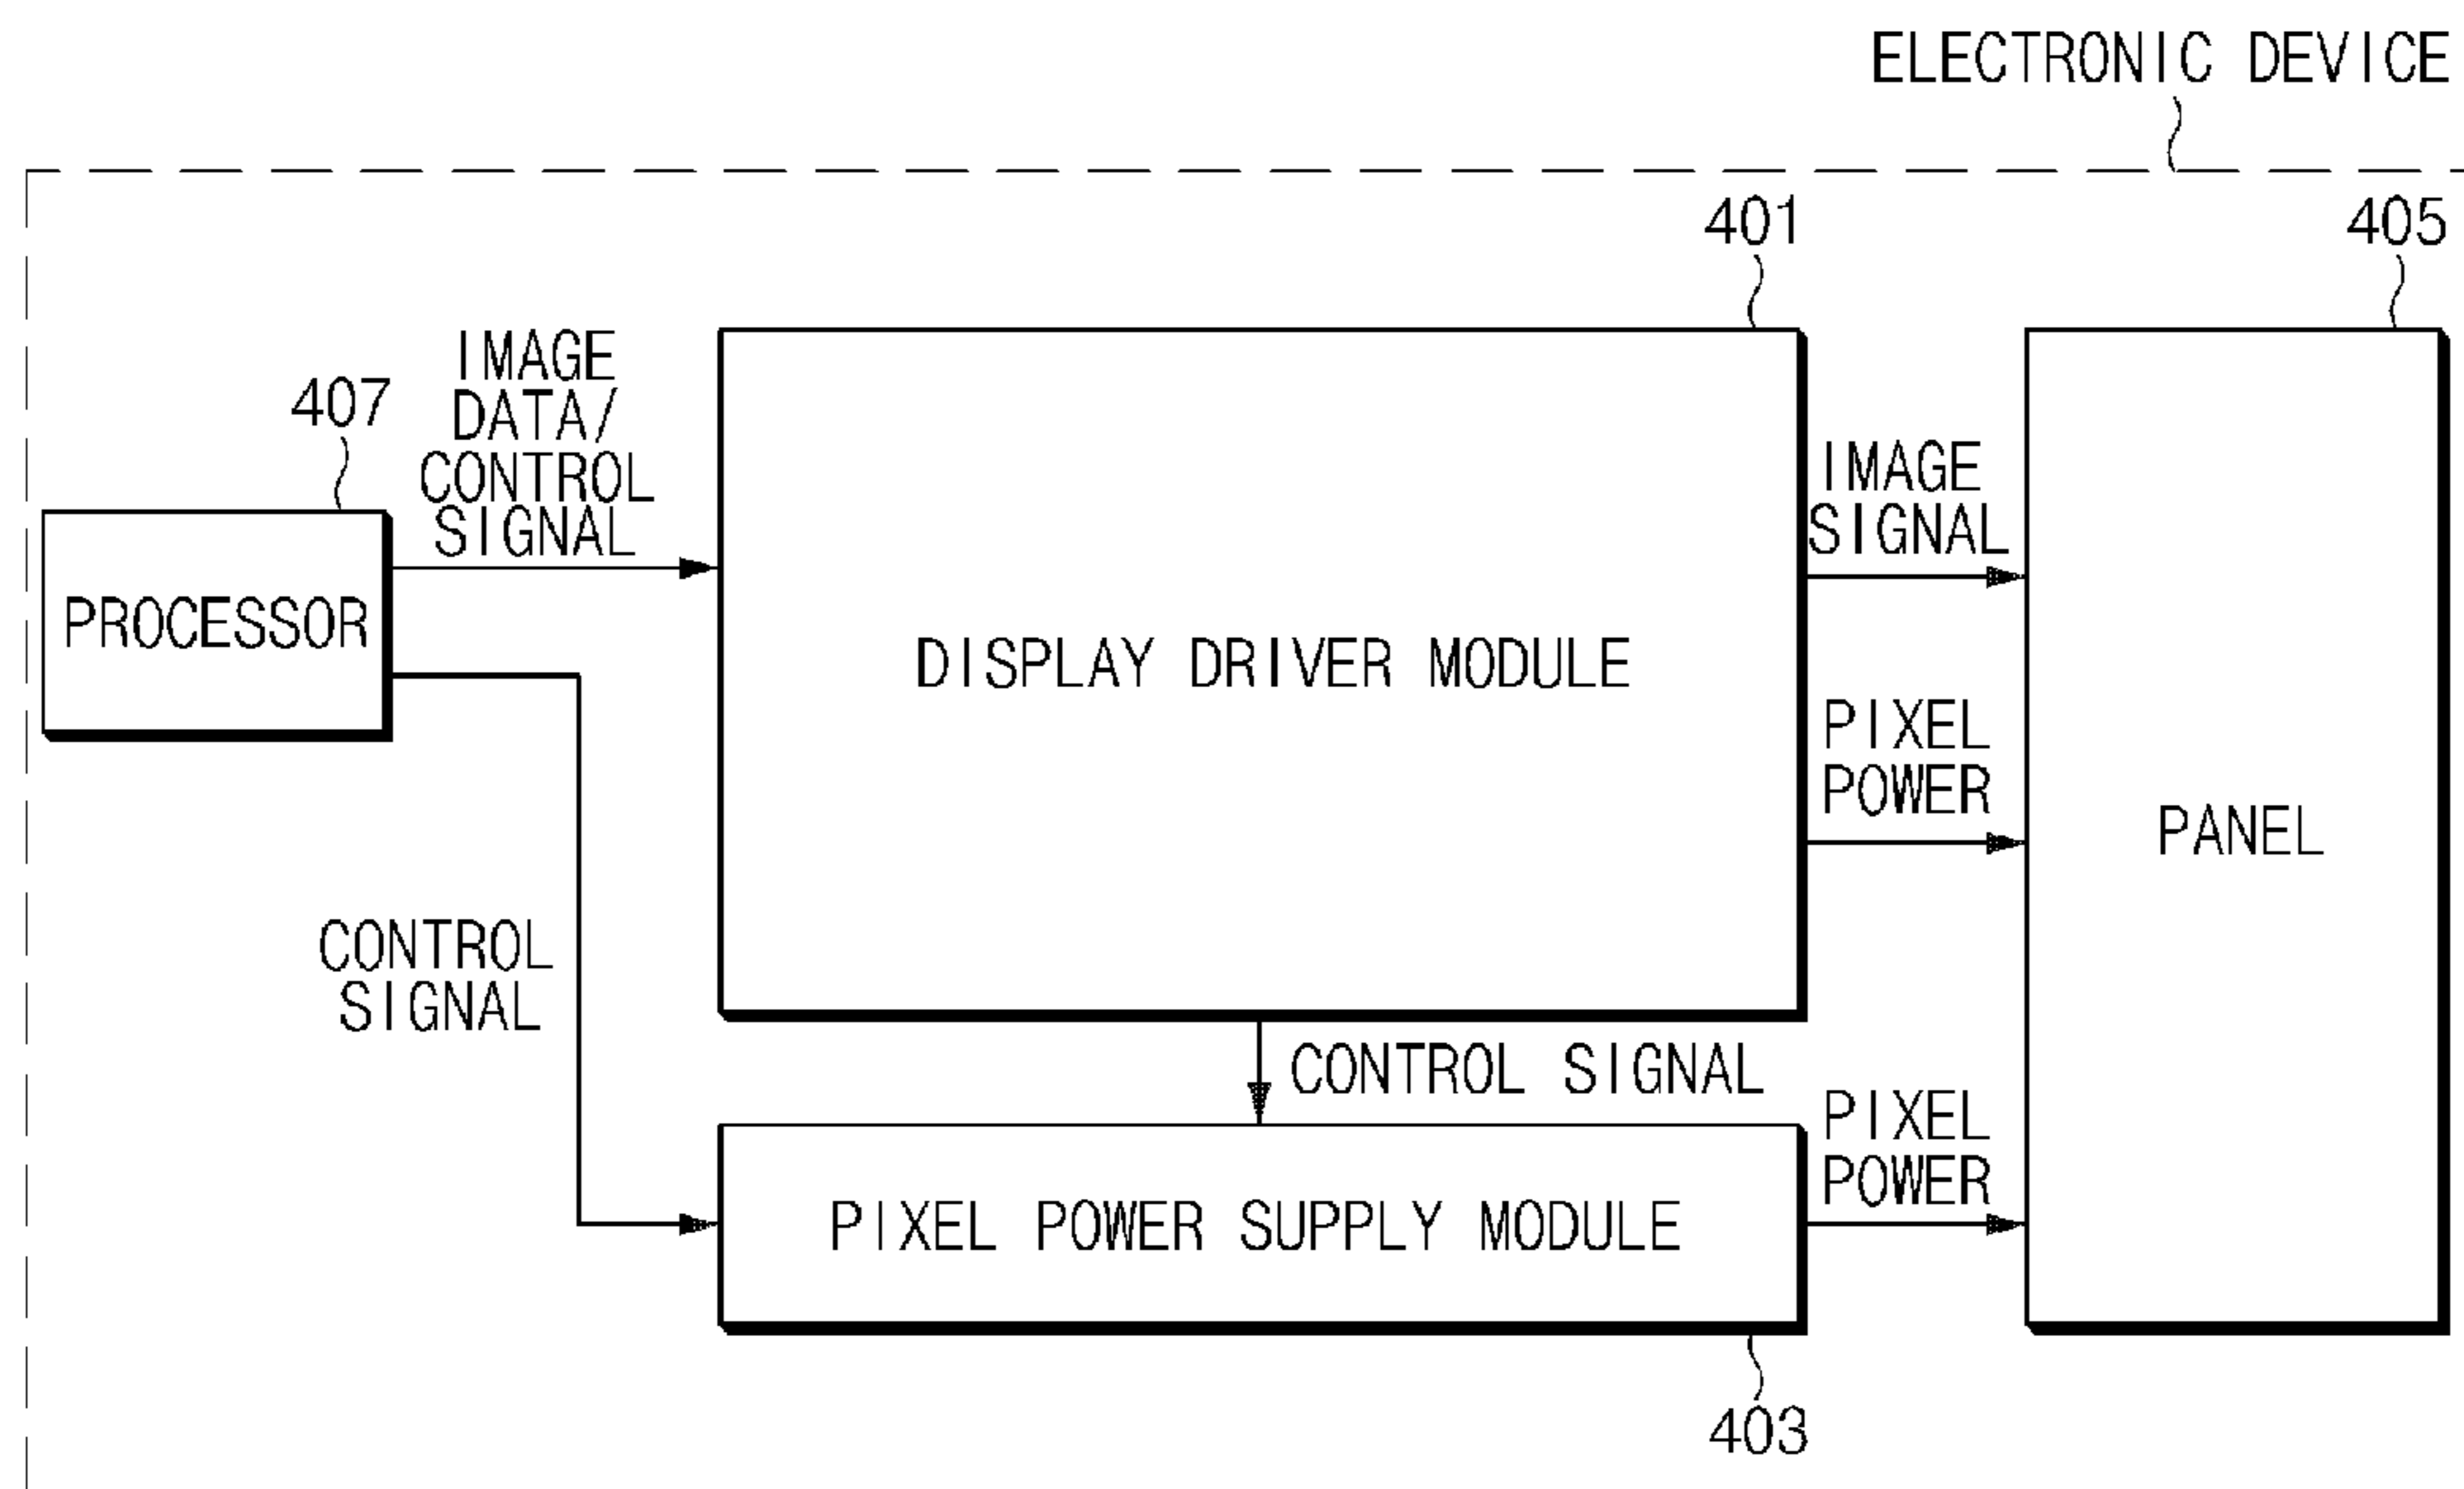 ELECTRONIC DEVICE
401
405
IMAGE
DATA/
CONTROL
SIGNAL
407
IMAGE
SIGNAL
PROCESSOR
DISPLAY DRIVER MODULE
PIXEL
POWER
PANEL
CONTROL
SIGNAL
CONTROL SIGNAL
PIXEL
POWER
PIXEL POWER SUPPLY MODULE
403